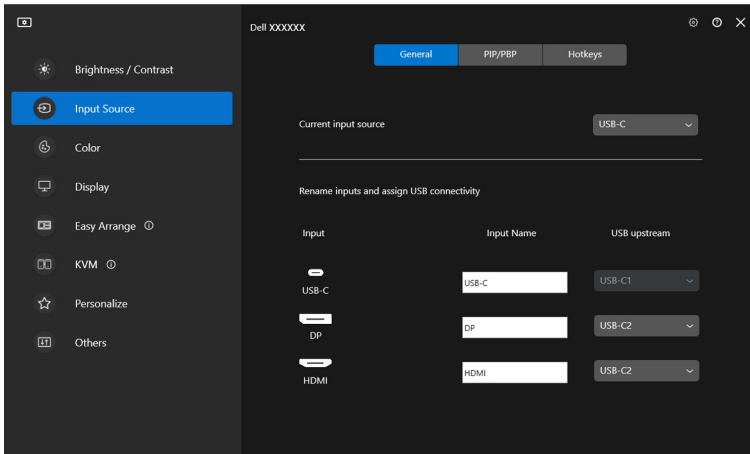 Dell XXXXXX
General PIP/PBP Hotkeys
Brightness / Contrast
Input Source
Color
Display
Easy Arrange
KVM
Personalize
Others
Current input source USB-C
Rename inputs and assign USB connectivity
Input Input Name USB upstream
USB-C USB-C USB-C1
DP DP USB-C2
HDMI HDMI USB-C2